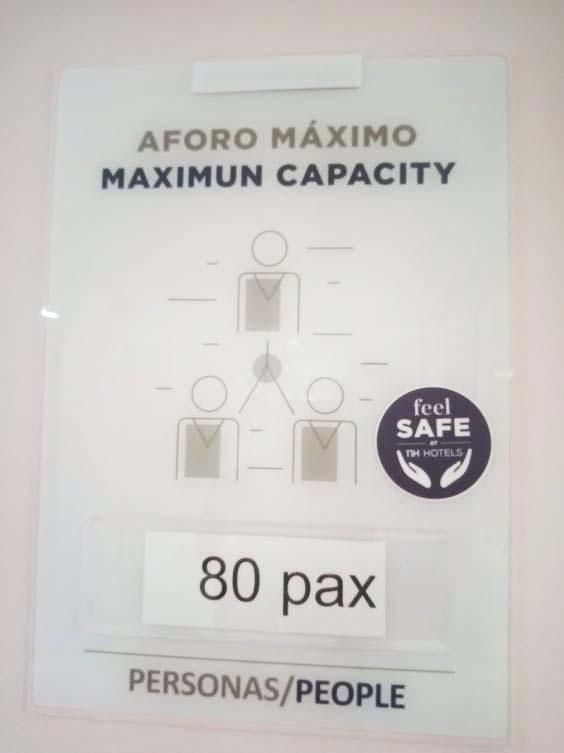 AFORO MÁXIMO
MAXIMUN CAPACITY
feel
SAFE
AT
NH HOTELS
80 pax
PERSONAS/PEOPLE